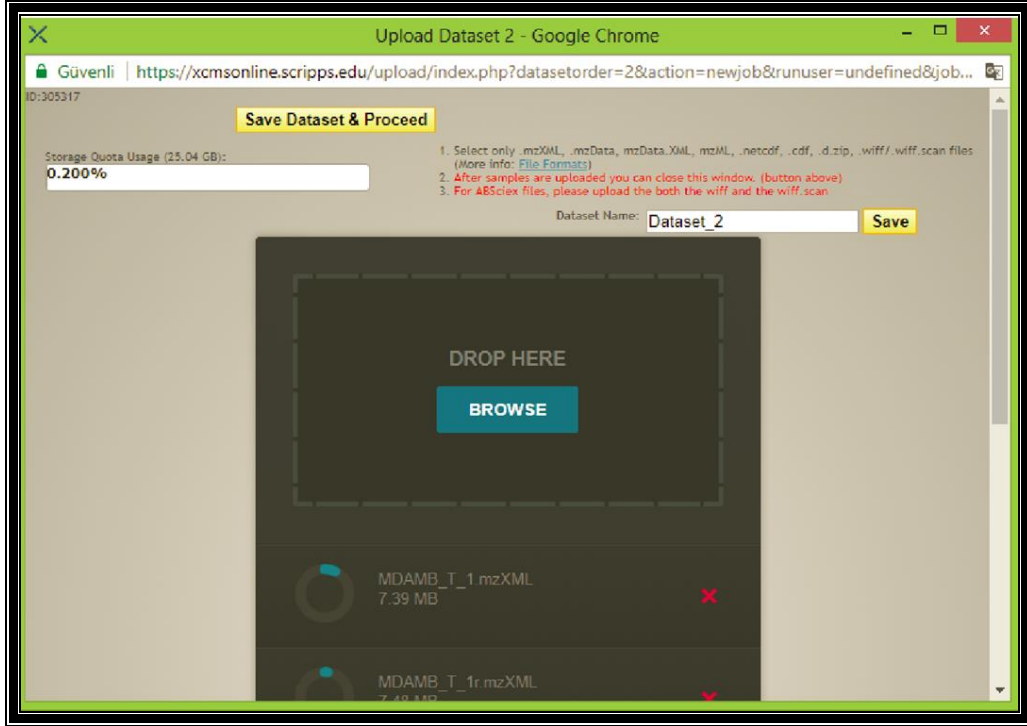 Upload Dataset 2 - Google Chrome
Güvenli | https://xcmsonline.scripps.edu/upload/index.php?datasetorder=2&action=newjob&runuser=undefined&job...
ID:305317
Save Dataset & Proceed
Storage Quota Usage (25.04 GB):
0.200%
1. Select only .mzXML, .mzData, mzData.XML, mzML, .netcdf, .cdf, .d.zip, .wiff/.wiff.scan files
(More Info: File Formats)
2. After samples are uploaded you can close this window. (button above)
3. For ABSciex files, please upload the both the wiff and the wiff.scan
Dataset Name: Dataset_2 Save
DROP HERE
BROWSE
MDAMB_T_1.mzXML
7.39 MB
MDAMB_T_1r.mzXML
7.48 MB